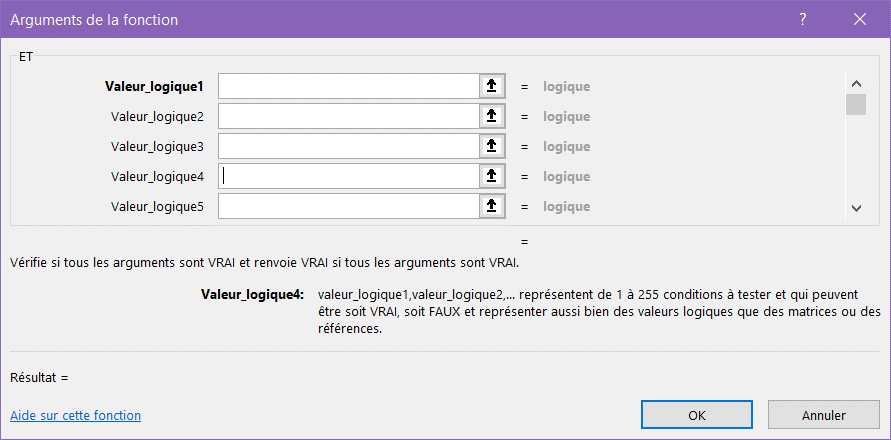 Arguments de la fonction ? ×
ET
Valeur_logique1 = logique
Valeur_logique2 = logique
Valeur_logique3 = logique
Valeur_logique4 = logique
Valeur_logique5 = logique
=
Vérifie si tous les arguments sont VRAI et renvoie VRAI si tous les arguments sont VRAI.
Valeur_logique4: valeur_logique1,valeur_logique2,... représentent de 1 à 255 conditions à tester et qui peuvent
être soit VRAI, soit FAUX et représenter aussi bien des valeurs logiques que des matrices ou des
références.
Résultat =
Aide sur cette fonction OK Annuler